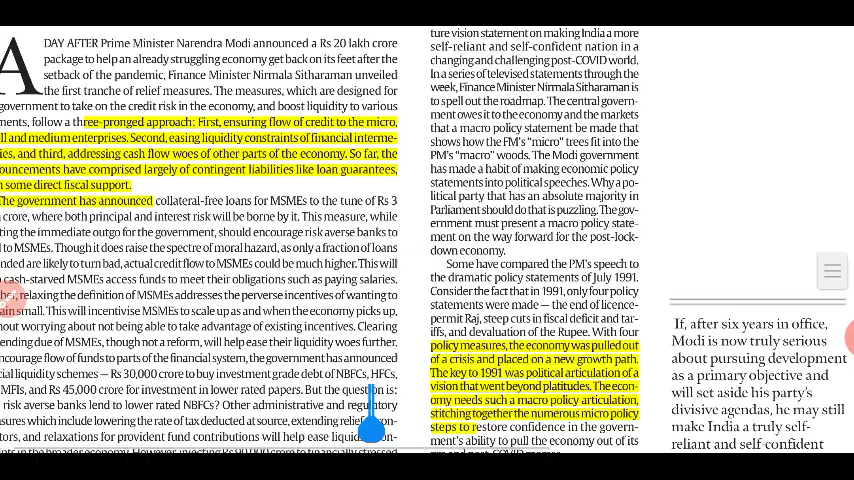 A DAY AFTER Prime Minister Narendra Modi announced a Rs 20 lakh crore
package to help an already struggling economy get back on its feet after the
setback of the pandemic, Finance Minister Nirmala Sitharaman unveiled
the first tranche of relief measures. The measures, which are designed for
government to take on the credit risk in the economy, and boost liquidity to various
ments, follow a three-pronged approach: First, ensuring flow of credit to the micro,
ll and medium enterprises. Second, easing liquidity constraints of financial interme-
ies, and third, addressing cash flow woes of other parts of the economy. So far, the
ouncements have comprised largely of contingent liabilities like loan guarantees,
n some direct fiscal support.
The government has announced collateral-free loans for MSMEs to the tune of Rs 3
crore, where both principal and interest risk will be borne by it. This measure, while
ting the immediate outgo for the government, should encourage risk averse banks to
d to MSMEs. Though it does raise the spectre of moral hazard, as only a fraction of loans
nded are likely to turn bad, actual credit flow to MSMEs could be much higher. This will
cash-starved MSMEs access funds to meet their obligations such as paying salaries.
her, relaxing the definition of MSMEs addresses the perverse incentives of wanting to
ain small. This will incentivise MSMEs to scale up as and when the economy picks up,
hout worrying about not being able to take advantage of existing incentives. Clearing
ending due of MSMEs, though not a reform, will help ease their liquidity woes further.
ncourage flow of funds to parts of the financial system, the government has announced
cial liquidity schemes — Rs 30,000 crore to buy investment grade debt of NBFCs, HFCs,
MFIs, and Rs 45,000 crore for investment in lower rated papers. But the question is:
risk averse banks lend to lower rated NBFCs? Other administrative and regulatory
sures which include lowering the rate of tax deducted at source, extending relief con-
tors, and relaxations for provident fund contributions will help ease liquid on-
nts in the broader economy. However, injecting Rs 90,000 crore to financially stressed
ture vision statement on making India a more
self-reliant and self-confident nation in a
changing and challenging post-COVID world.
In a series of televised statements through the
week, Finance Minister Nirmala Sitharaman is
to spell out the roadmap. The central govern-
ment owes it to the economy and the markets
that a macro policy statement be made that
shows how the FM's "micro" trees fit into the
PM's "macro" woods. The Modi government
has made a habit of making economic policy
statements into political speeches. Why a po-
litical party that has an absolute majority in
Parliament should do that is puzzling. The gov-
ernment must present a macro policy state-
ment on the way forward for the post-lock-
down economy.
Some have compared the PM's speech to
the dramatic policy statements of July 1991.
Consider the fact that in 1991, only four policy
statements were made — the end of licence-
permit Raj, steep cuts in fiscal deficit and tar-
iffs, and devaluation of the Rupee. With four
policy measures, the economy was pulled out
of a crisis and placed on a new growth path.
The key to 1991 was political articulation of a
vision that went beyond platitudes. The econ-
omy needs such a macro policy articulation,
stitching together the numerous micro policy
steps to restore confidence in the govern-
ment's ability to pull the economy out of its
If, after six years in office,
Modi is now truly serious
about pursuing development
as a primary objective and
will set aside his party's
divisive agendas, he may still
make India a truly self-
reliant and self-confident